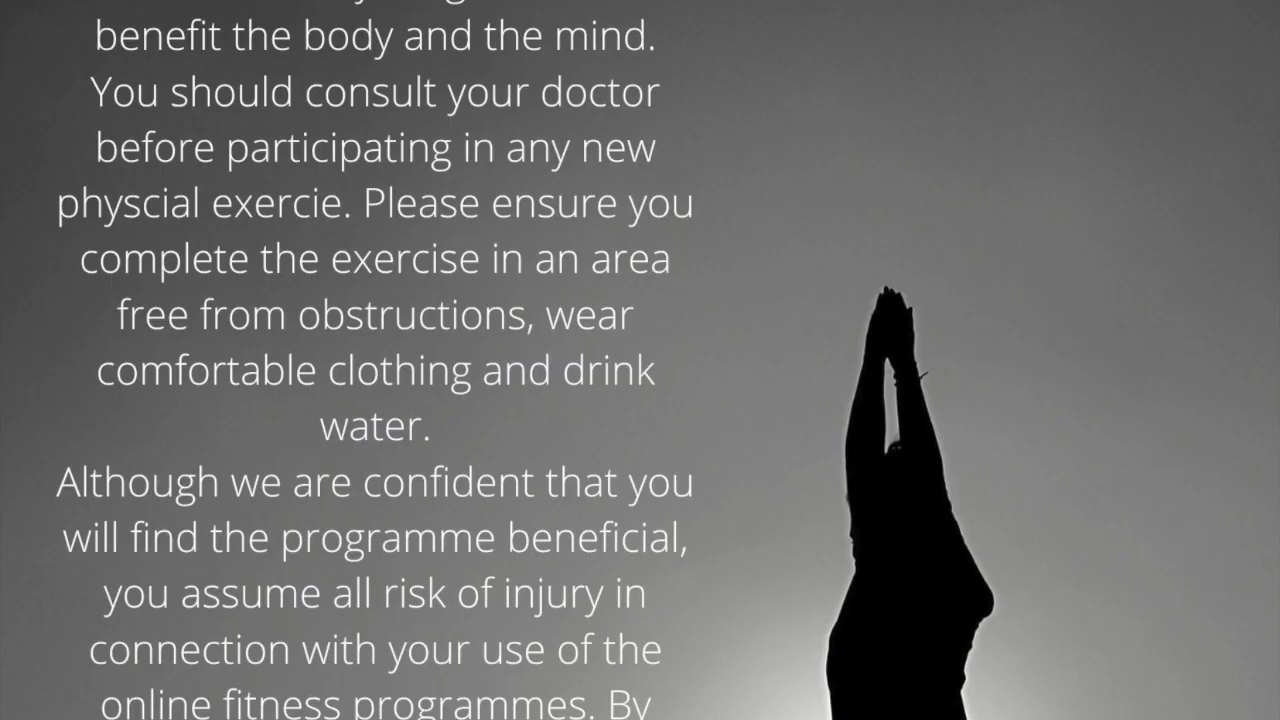 benefit the body and the mind.
You should consult your doctor
before participating in any new
physcial exercie. Please ensure you
complete the exercise in an area
free from obstructions, wear
comfortable clothing and drink
water.
Although we are confident that you
will find the programme beneficial,
you assume all risk of injury in
connection with your use of the
online fitness programmes. By